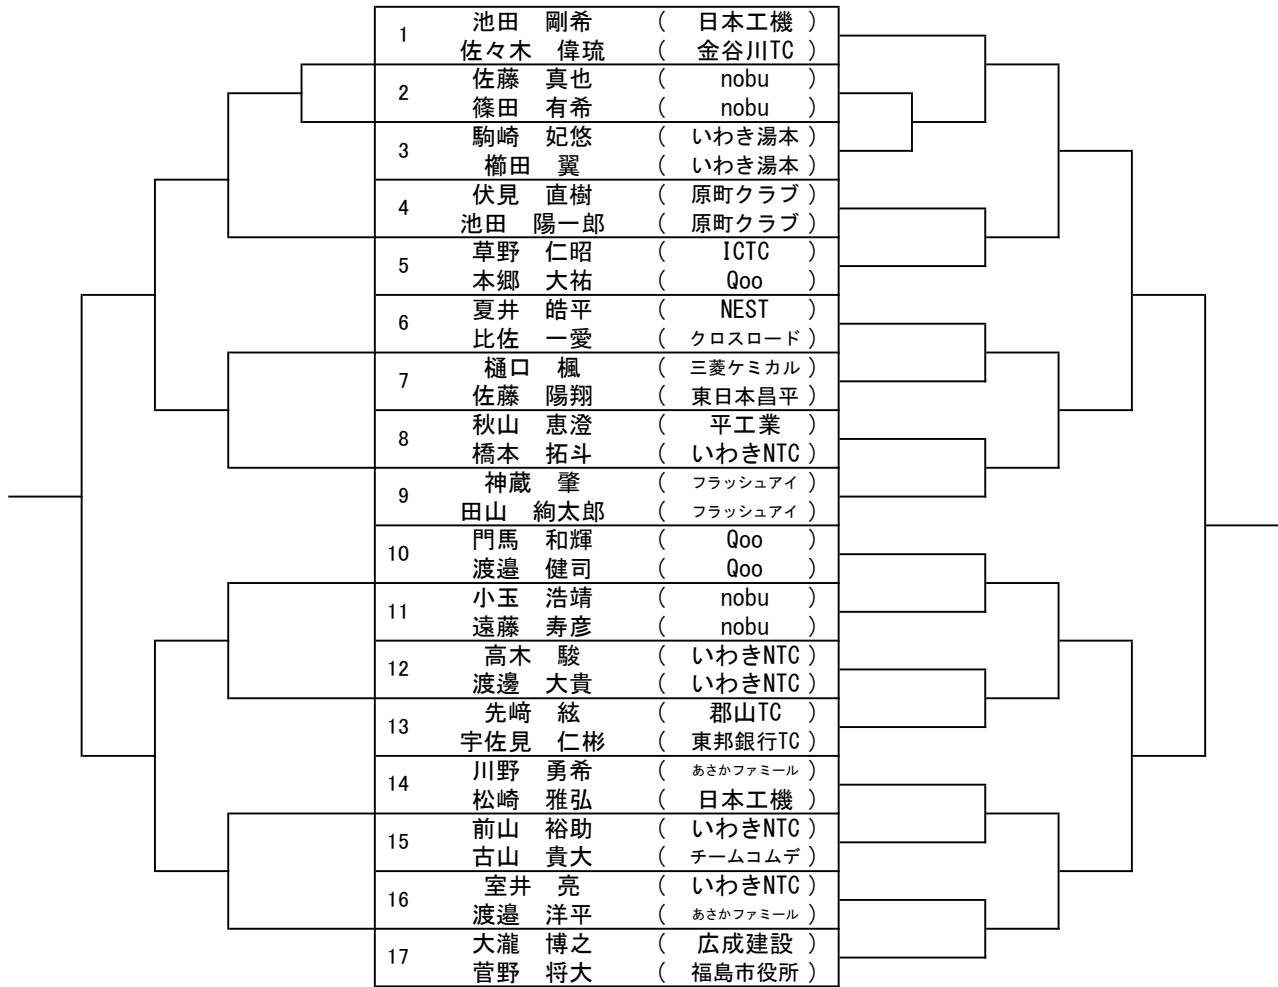 1 池田 剛希 ( 日本工機 )
佐々木 偉琉 ( 金谷川TC )
2 佐藤 真也 ( nobu )
篠田 有希 ( nobu )
3 駒崎 妃悠 ( いわき湯本 )
櫛田 翼 ( いわき湯本 )
4 伏見 直樹 ( 原町クラブ )
池田 陽一郎 ( 原町クラブ )
5 草野 仁昭 ( ICTC )
本郷 大祐 ( Qoo )
6 夏井 皓平 ( NEST )
比佐 一愛 ( クロスロード )
7 樋口 楓 ( 三菱ケミカル )
佐藤 陽翔 ( 東日本昌平 )
8 秋山 恵澄 ( 平工業 )
橋本 拓斗 ( いわきNTC )
9 神蔵 肇 ( フラッシュアイ )
田山 絢太郎 ( フラッシュアイ )
10 門馬 和輝 ( Qoo )
渡邉 健司 ( Qoo )
11 小玉 浩靖 ( nobu )
遠藤 寿彦 ( nobu )
12 高木 駿 ( いわきNTC )
渡邊 大貴 ( いわきNTC )
13 先﨑 絃 ( 郡山TC )
宇佐見 仁彬 ( 東邦銀行TC )
14 川野 勇希 ( あさかファミール )
松崎 雅弘 ( 日本工機 )
15 前山 裕助 ( いわきNTC )
古山 貴大 ( チームコムデ )
16 室井 亮 ( いわきNTC )
渡邉 洋平 ( あさかファミール )
17 大瀧 博之 ( 広成建設 )
菅野 将大 ( 福島市役所 )